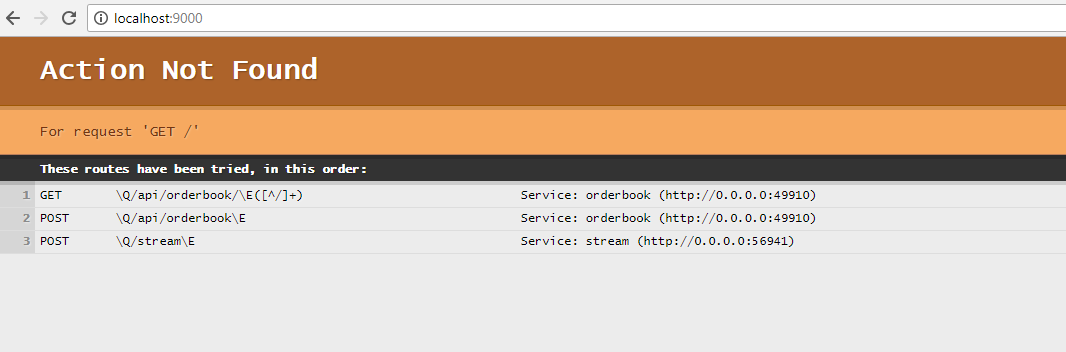 localhost:9000
Action Not Found
For request 'GET /'
These routes have been tried, in this order:
1 GET \Q/api/orderbook/\E([^/]+) Service: orderbook (http://0.0.0.0:49910)
2 POST \Q/api/orderbook\E Service: orderbook (http://0.0.0.0:49910)
3 POST \Q/stream\E Service: stream (http://0.0.0.0:56941)